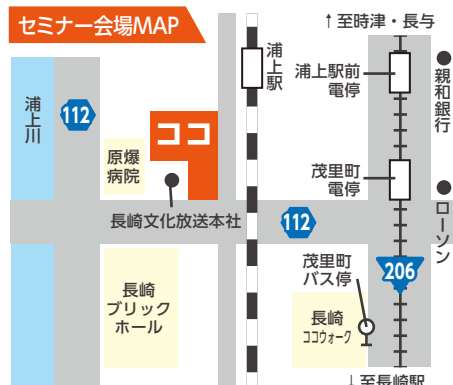 セミナー会場MAP
↑至時津・長与
浦上駅
浦上駅前
電停
親和銀行
浦上川
112
ココ
原爆
病院
茂里町
電停
長崎文化放送本社
112
ローソン
茂里町
バス停
206
長崎
ブリック
ホール
長崎
ココウォーク
↓至長崎駅